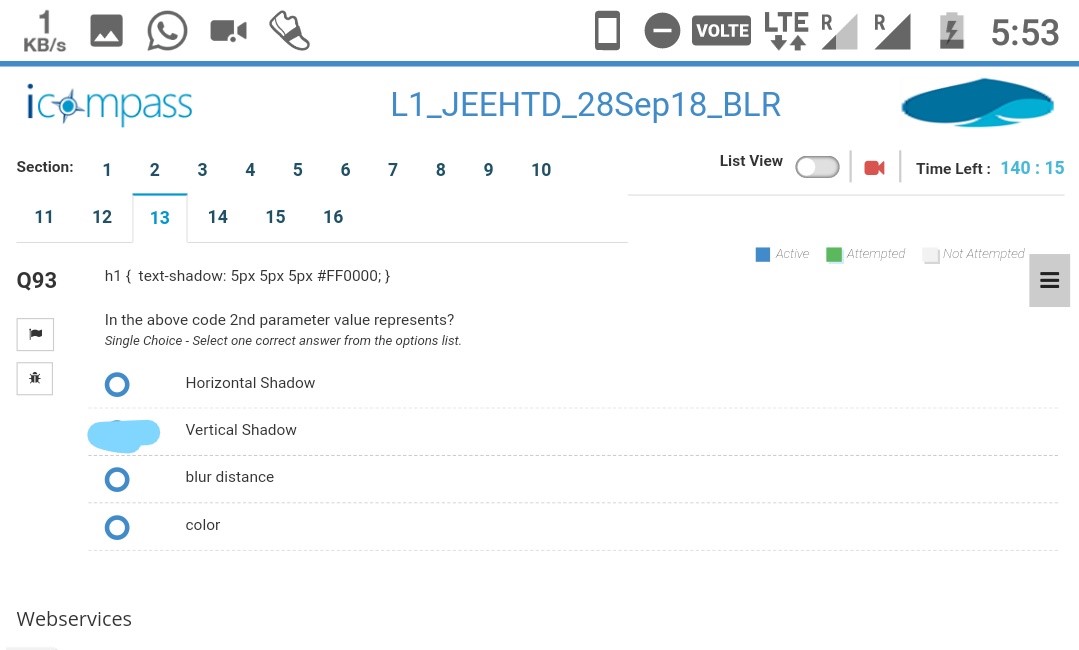 1
KB/s
VOLTE
LTE
R
R
5:53
icompass
L1_JEEHTD_28Sep18_BLR
Section: 1 2 3 4 5 6 7 8 9 10
List View
Time Left : 140 : 15
11 12 13 14 15 16
Active Attempted Not Attempted
Q93
h1 { text-shadow: 5px 5px 5px #FF0000; }
In the above code 2nd parameter value represents?
Single Choice - Select one correct answer from the options list.
Horizontal Shadow
Vertical Shadow
blur distance
color
Webservices